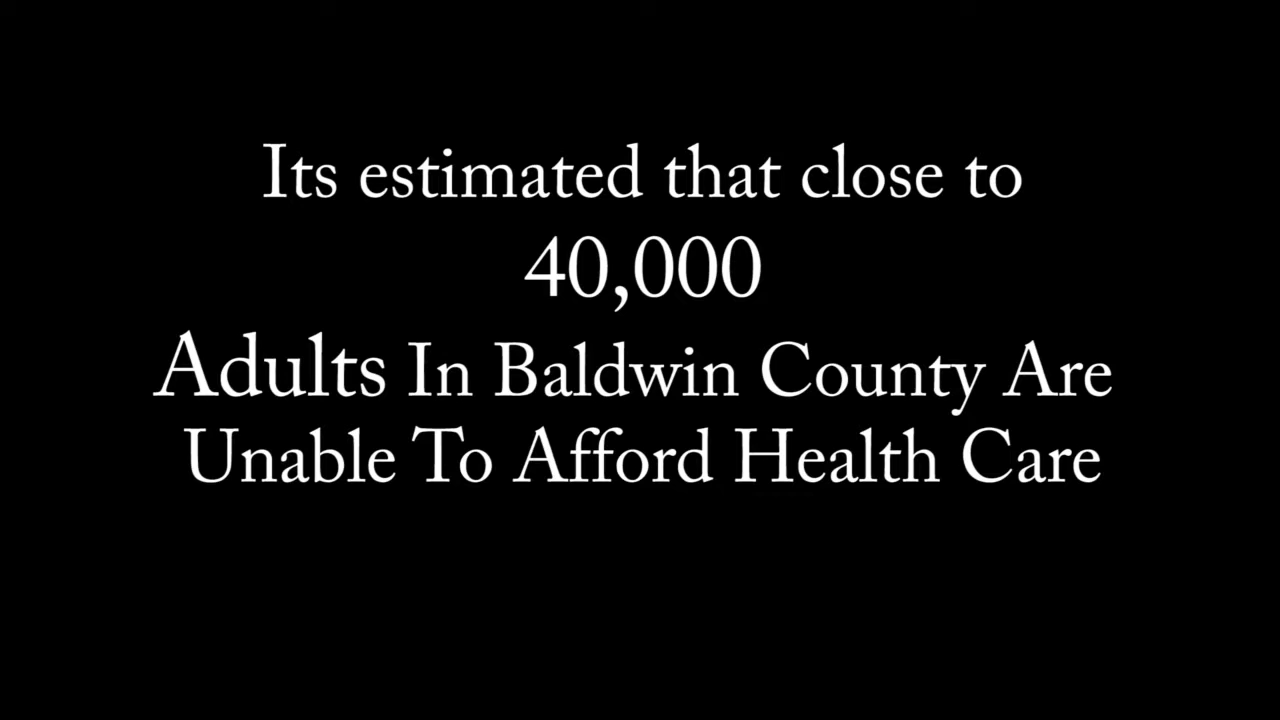 Its estimated that close to
40,000
Adults In Baldwin County Are
Unable To Afford Health Care